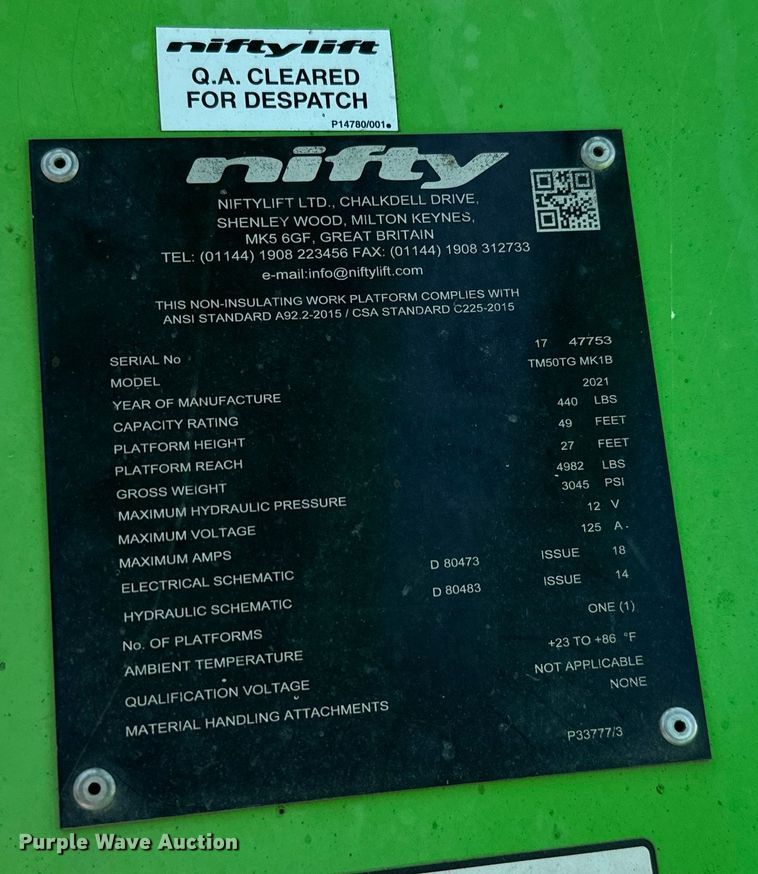 niftylift
Q.A. CLEARED
FOR DESPATCH
P14780/001
nifty
NIFTYLIFT LTD., CHALKDELL DRIVE,
SHENLEY WOOD, MILTON KEYNES,
MK5 6GF, GREAT BRITAIN
TEL: (01144) 1908 223456 FAX: (01144) 1908 312733
e-mail:info@niftylift.com
THIS NON-INSULATING WORK PLATFORM COMPLIES WITH
ANSI STANDARD A92.2-2015 / CSA STANDARD C225-2015
SERIAL No 17 47753
MODEL TM50TG MK1B
YEAR OF MANUFACTURE 2021
CAPACITY RATING 440 LBS
PLATFORM HEIGHT 49 FEET
PLATFORM REACH 27 FEET
GROSS WEIGHT 4982 LBS
MAXIMUM HYDRAULIC PRESSURE 3045 PSI
MAXIMUM VOLTAGE 12 V
MAXIMUM AMPS 125 A
ELECTRICAL SCHEMATIC D 80473 ISSUE 18
HYDRAULIC SCHEMATIC D 80483 ISSUE 14
No. OF PLATFORMS ONE (1)
AMBIENT TEMPERATURE +23 TO +86 °F
QUALIFICATION VOLTAGE NOT APPLICABLE
MATERIAL HANDLING ATTACHMENTS NONE
P33777/3
Purple Wave Auction